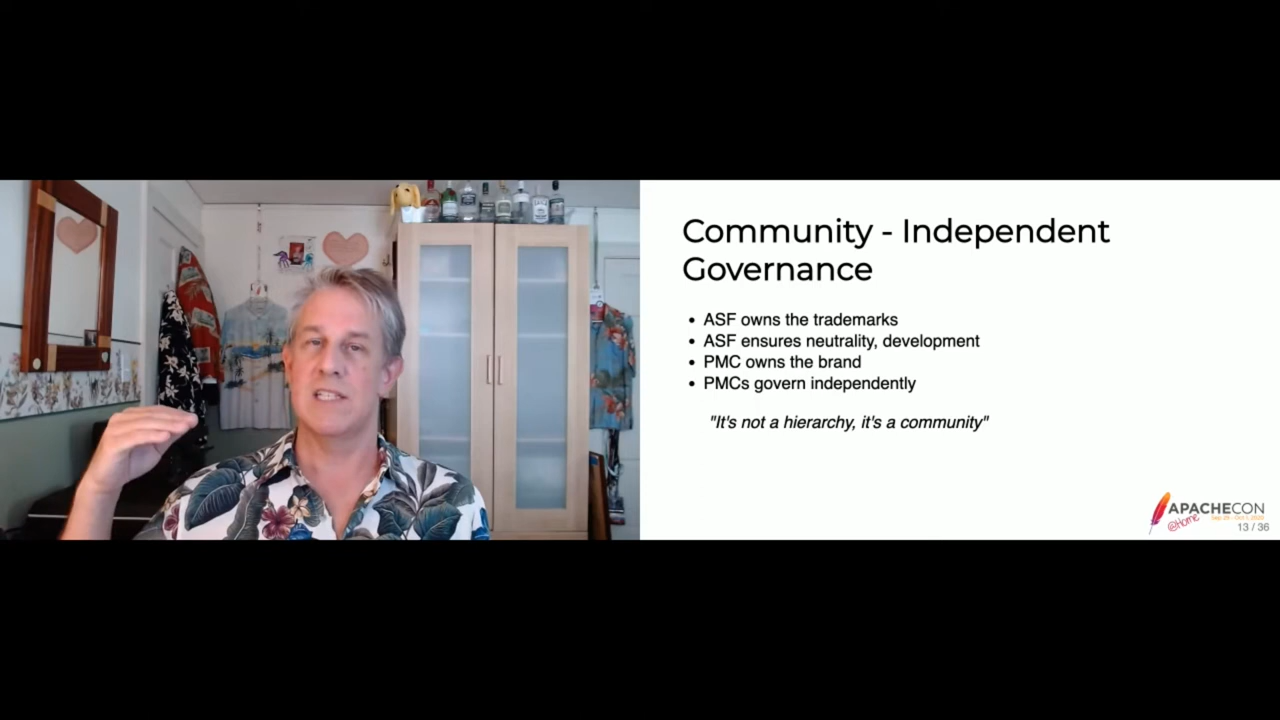 Community - Independent
Governance
• ASF owns the trademarks
• ASF ensures neutrality, development
• PMC owns the brand
• PMCs govern independently
"It's not a hierarchy, it's a community"
APACHECON
@Home
13 / 36